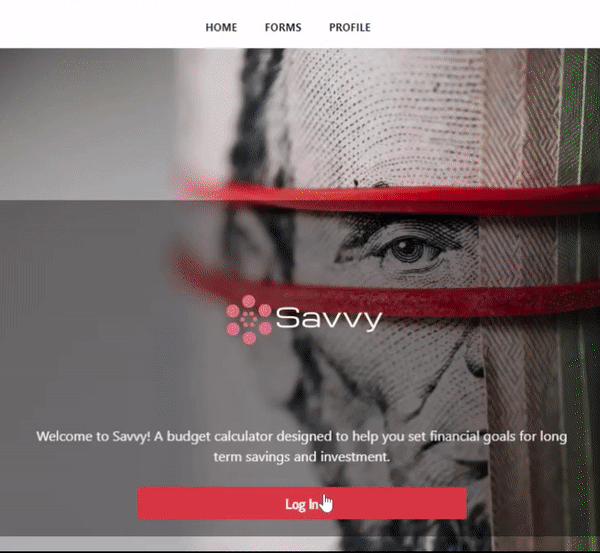 HOME FORMS PROFILE
Savvy
Welcome to Savvy! A budget calculator designed to help you set financial goals for long
term savings and investment.
Log In